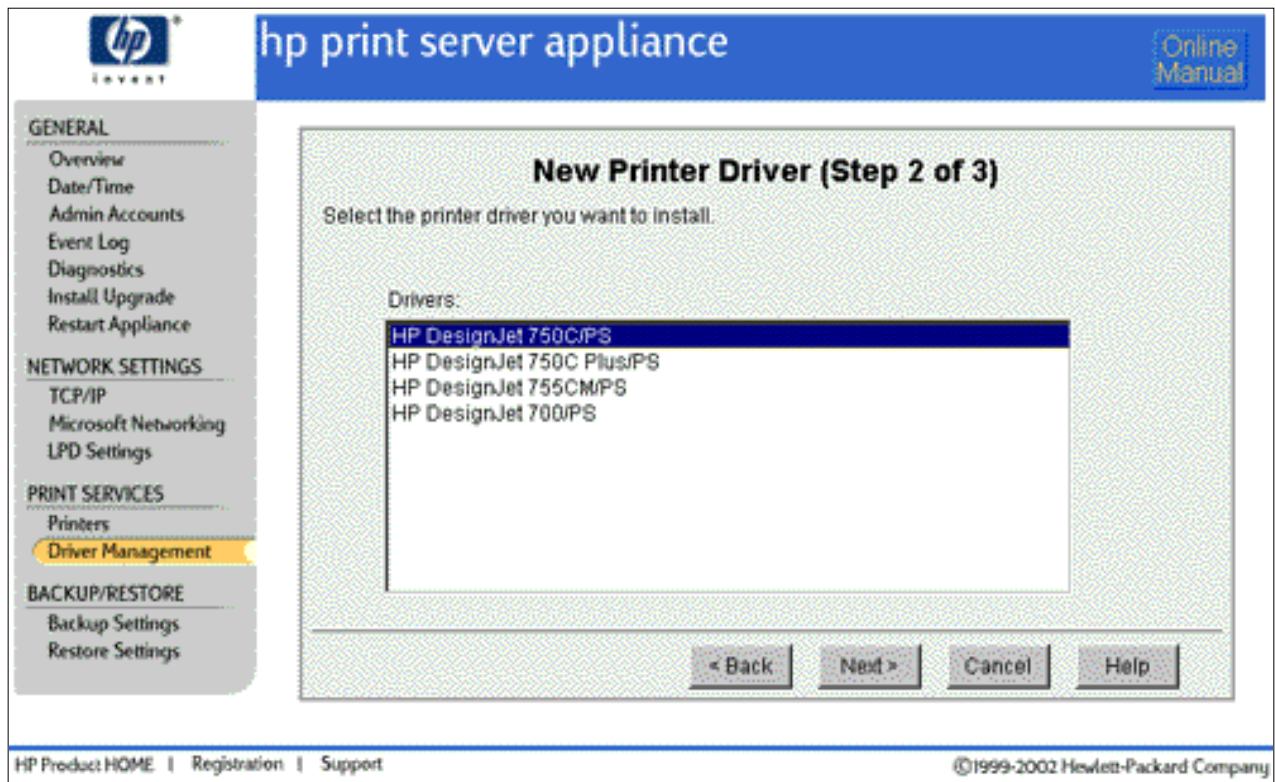 hp
invent
hp print server appliance
Online
Manual
GENERAL
Overview
Date/Time
Admin Accounts
Event Log
Diagnostics
Install Upgrade
Restart Appliance
NETWORK SETTINGS
TCP/IP
Microsoft Networking
LPD Settings
PRINT SERVICES
Printers
Driver Management
BACKUP/RESTORE
Backup Settings
Restore Settings
New Printer Driver (Step 2 of 3)
Select the printer driver you want to install.
Drivers:
HP DesignJet 750C/PS
HP DesignJet 750C Plus/PS
HP DesignJet 755CM/PS
HP DesignJet 700/PS
< Back
Next >
Cancel
Help
HP Product HOME | Registration | Support
©1999-2002 Hewlett-Packard Company